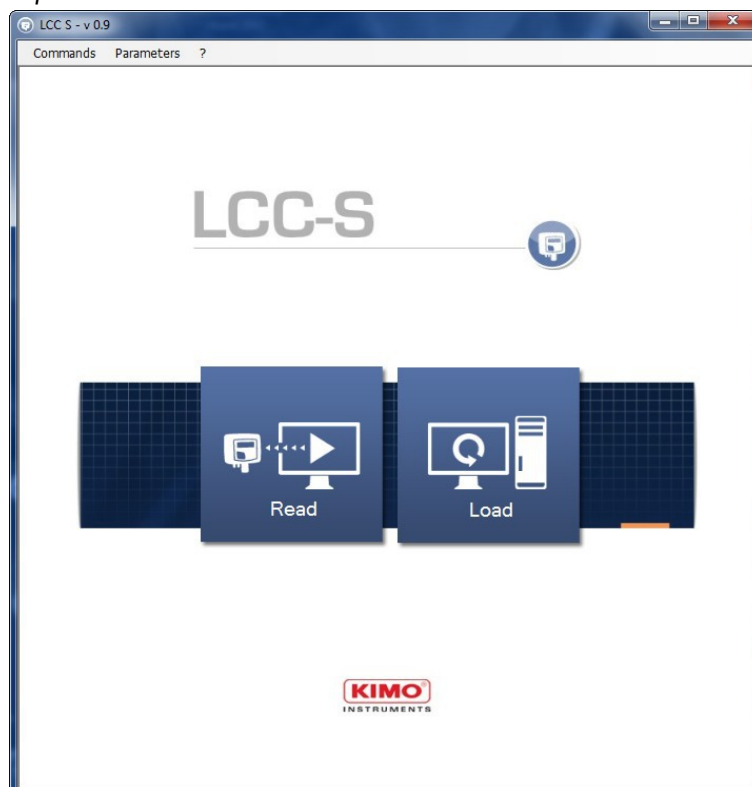 LCC S - v 0.9
Commands Parameters ?
LCC-S
Read Load
KIMO®
INSTRUMENTS